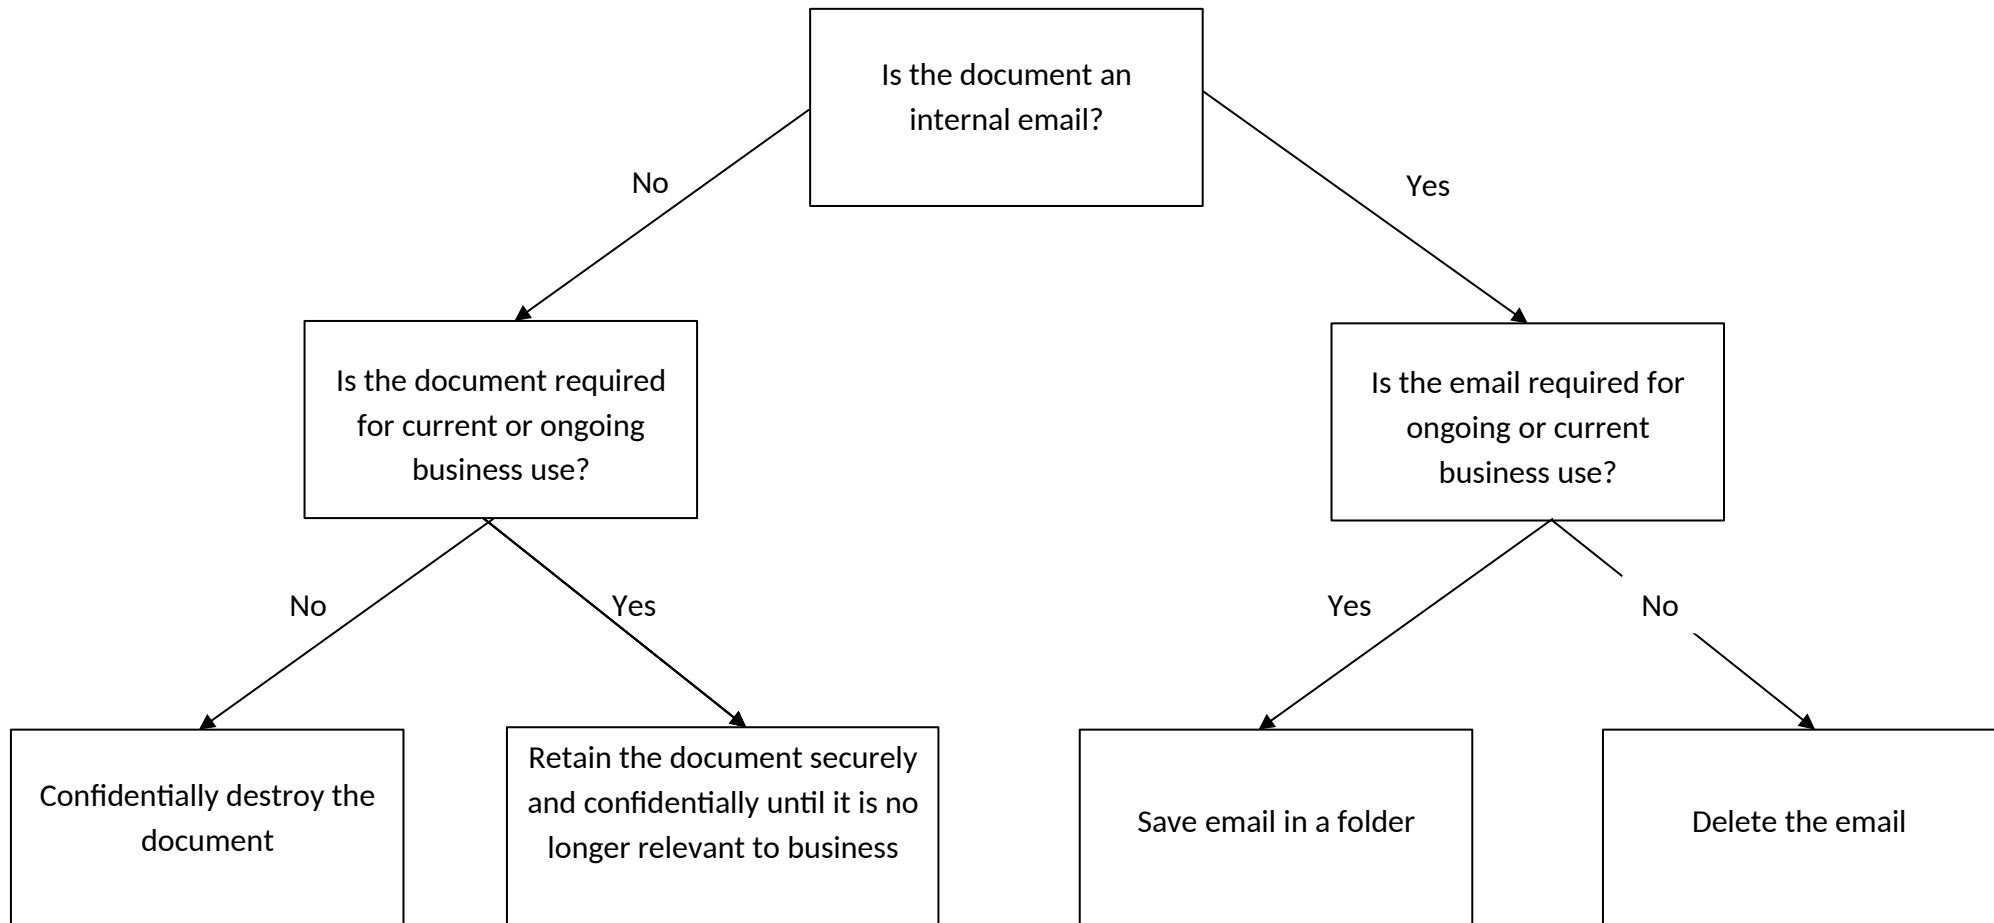 Is the document an
internal email?
No
Yes
Is the document required
for current or ongoing
business use?
Is the email required for
ongoing or current
business use?
No
Yes
Yes
No
Confidentially destroy the
document
Retain the document securely
and confidentially until it is no
longer relevant to business
Save email in a folder
Delete the email